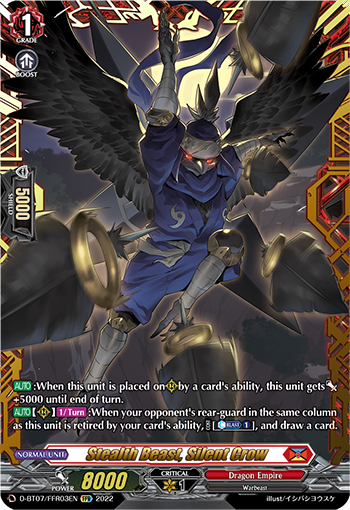 1
GRADE
BOOST
5000
SHIELD
AUTO:When this unit is placed on R by a card's ability, this unit gets
+5000 until end of turn.
AUTO【R】1/Turn:When your opponent's rear-guard in the same column
as this unit is retired by your card's ability, [BLAST 1], and draw a card.
NORMAL UNIT
Stealth Beast, Silent Crow
POWER
8000
CRITICAL
1
Dragon Empire
Warbeast
D-BT07/FFR03EN 2022
illust/イシバシヨウスケ